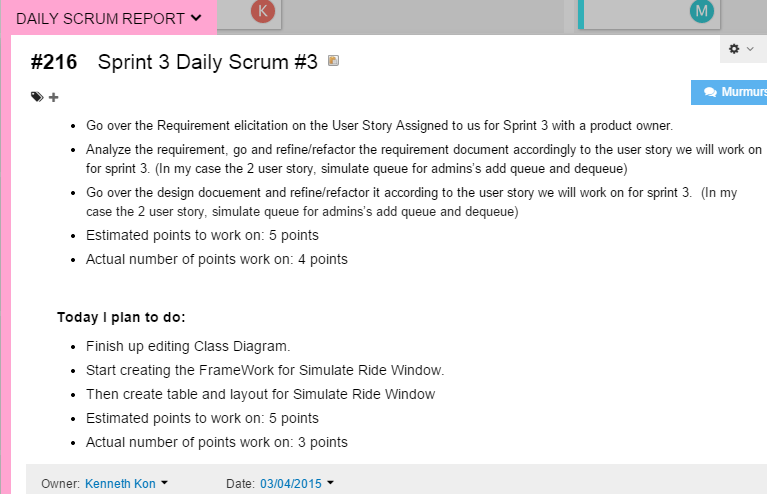 DAILY SCRUM REPORT
K
M
#216 Sprint 3 Daily Scrum #3
Murmurs
Go over the Requirement elicitation on the User Story Assigned to us for Sprint 3 with a product owner.
Analyze the requirement, go and refine/refactor the requirement document accordingly to the user story we will work on
for sprint 3. (In my case the 2 user story, simulate queue for admins's add queue and dequeue)
Go over the design docuement and refine/refactor it according to the user story we will work on for sprint 3. (In my
case the 2 user story, simulate queue for admins's add queue and dequeue)
Estimated points to work on: 5 points
Actual number of points work on: 4 points
Today I plan to do:
Finish up editing Class Diagram.
Start creating the FrameWork for Simulate Ride Window.
Then create table and layout for Simulate Ride Window
Estimated points to work on: 5 points
Actual number of points work on: 3 points
Owner: Kenneth Kon Date: 03/04/2015